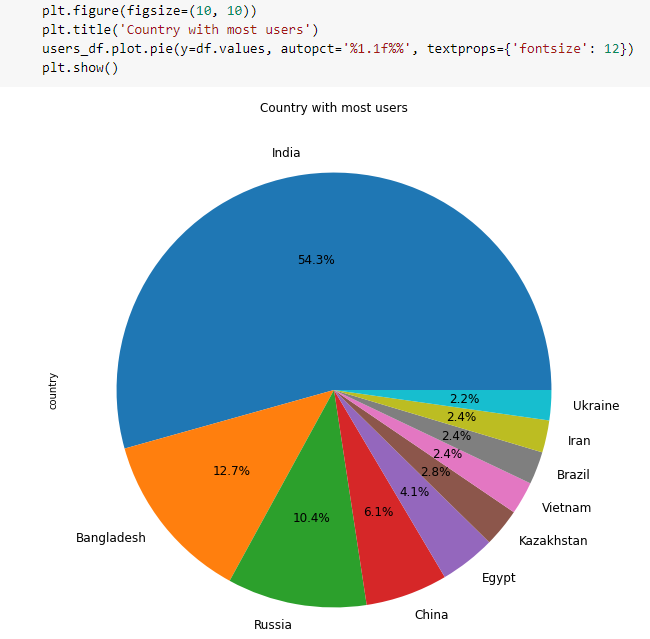 plt.figure(figsize=(10, 10))
plt.title('Country with most users')
users_df.plot.pie(y=df.values, autopct='%1.1f%%', textprops={'fontsize': 12})
plt.show()
Country with most users
India
54.3%
country
2.2%
Ukraine
2.4%
Iran
2.4%
Brazil
2.4%
Vietnam
2.8%
Kazakhstan
4.1%
Egypt
6.1%
China
10.4%
Russia
12.7%
Bangladesh